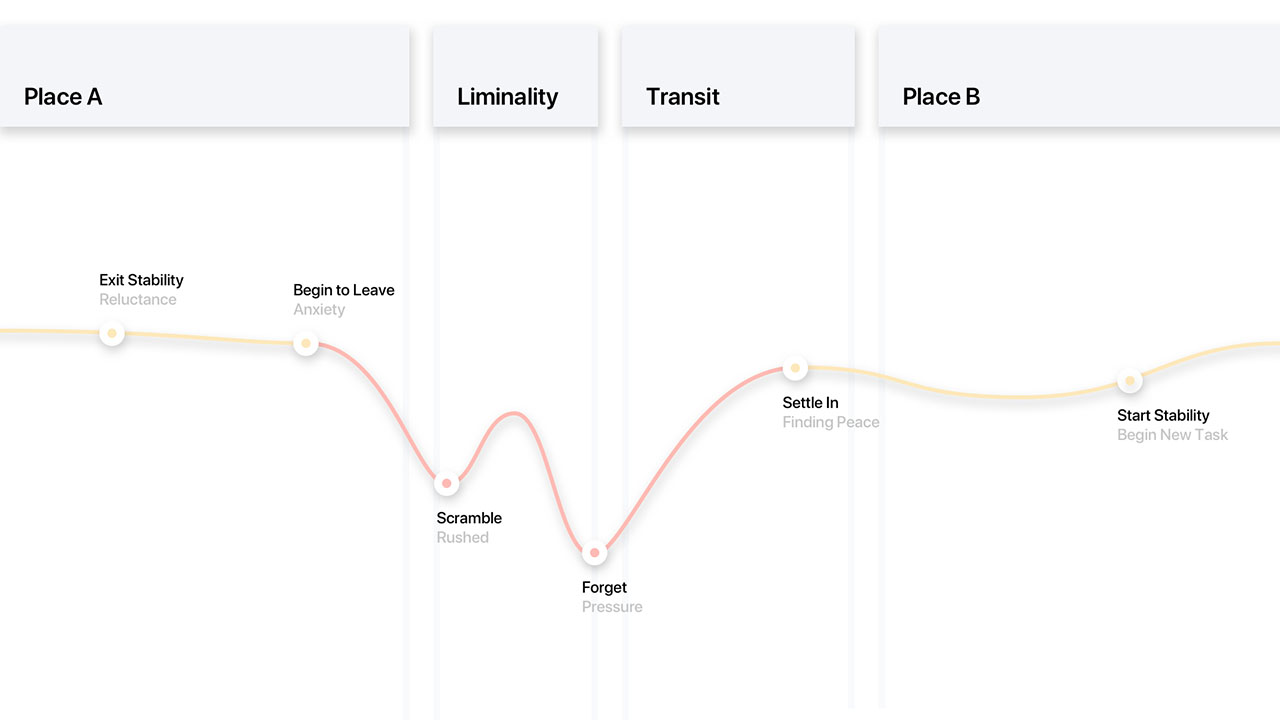 Place A
Liminality
Transit
Place B
Exit Stability
Reluctance
Begin to Leave
Anxiety
Scramble
Rushed
Forget
Pressure
Settle In
Finding Peace
Start Stability
Begin New Task